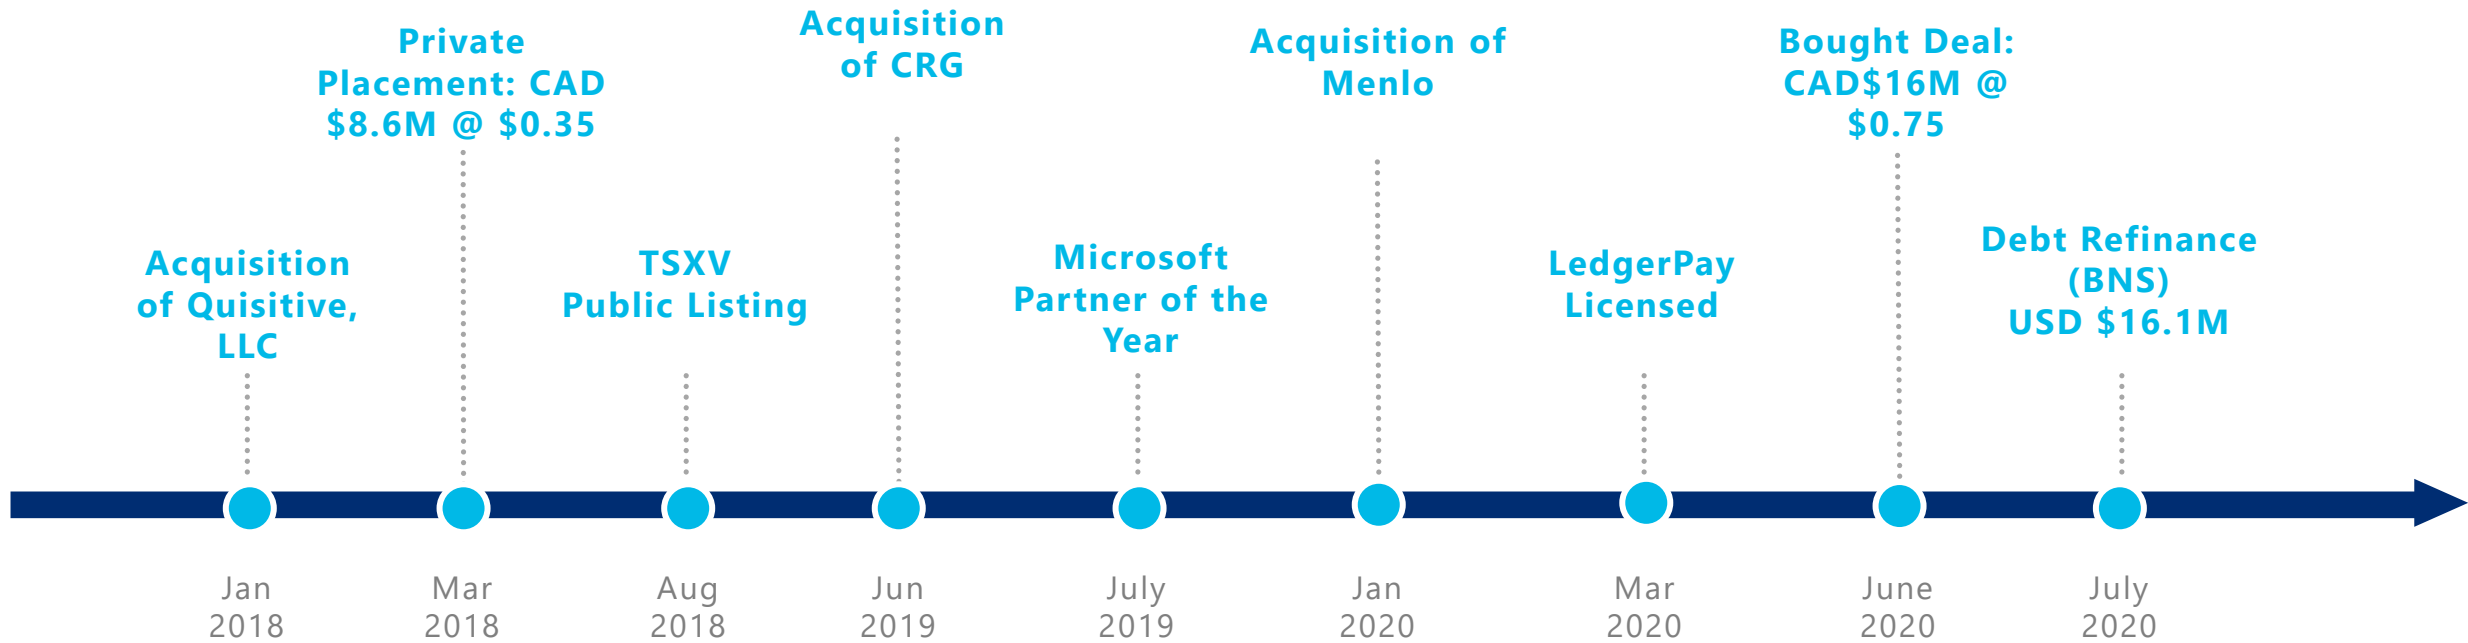 Acquisition
of Quisitive,
LLC
Jan
2018
Private
Placement: CAD
$8.6M @ $0.35
Mar
2018
TSXV
Public Listing
Aug
2018
Acquisition
of CRG
Jun
2019
Microsoft
Partner of the
Year
July
2019
Acquisition of
Menlo
Jan
2020
LedgerPay
Licensed
Mar
2020
Bought Deal:
CAD$16M @
$0.75
June
2020
Debt Refinance
(BNS)
USD $16.1M
July
2020